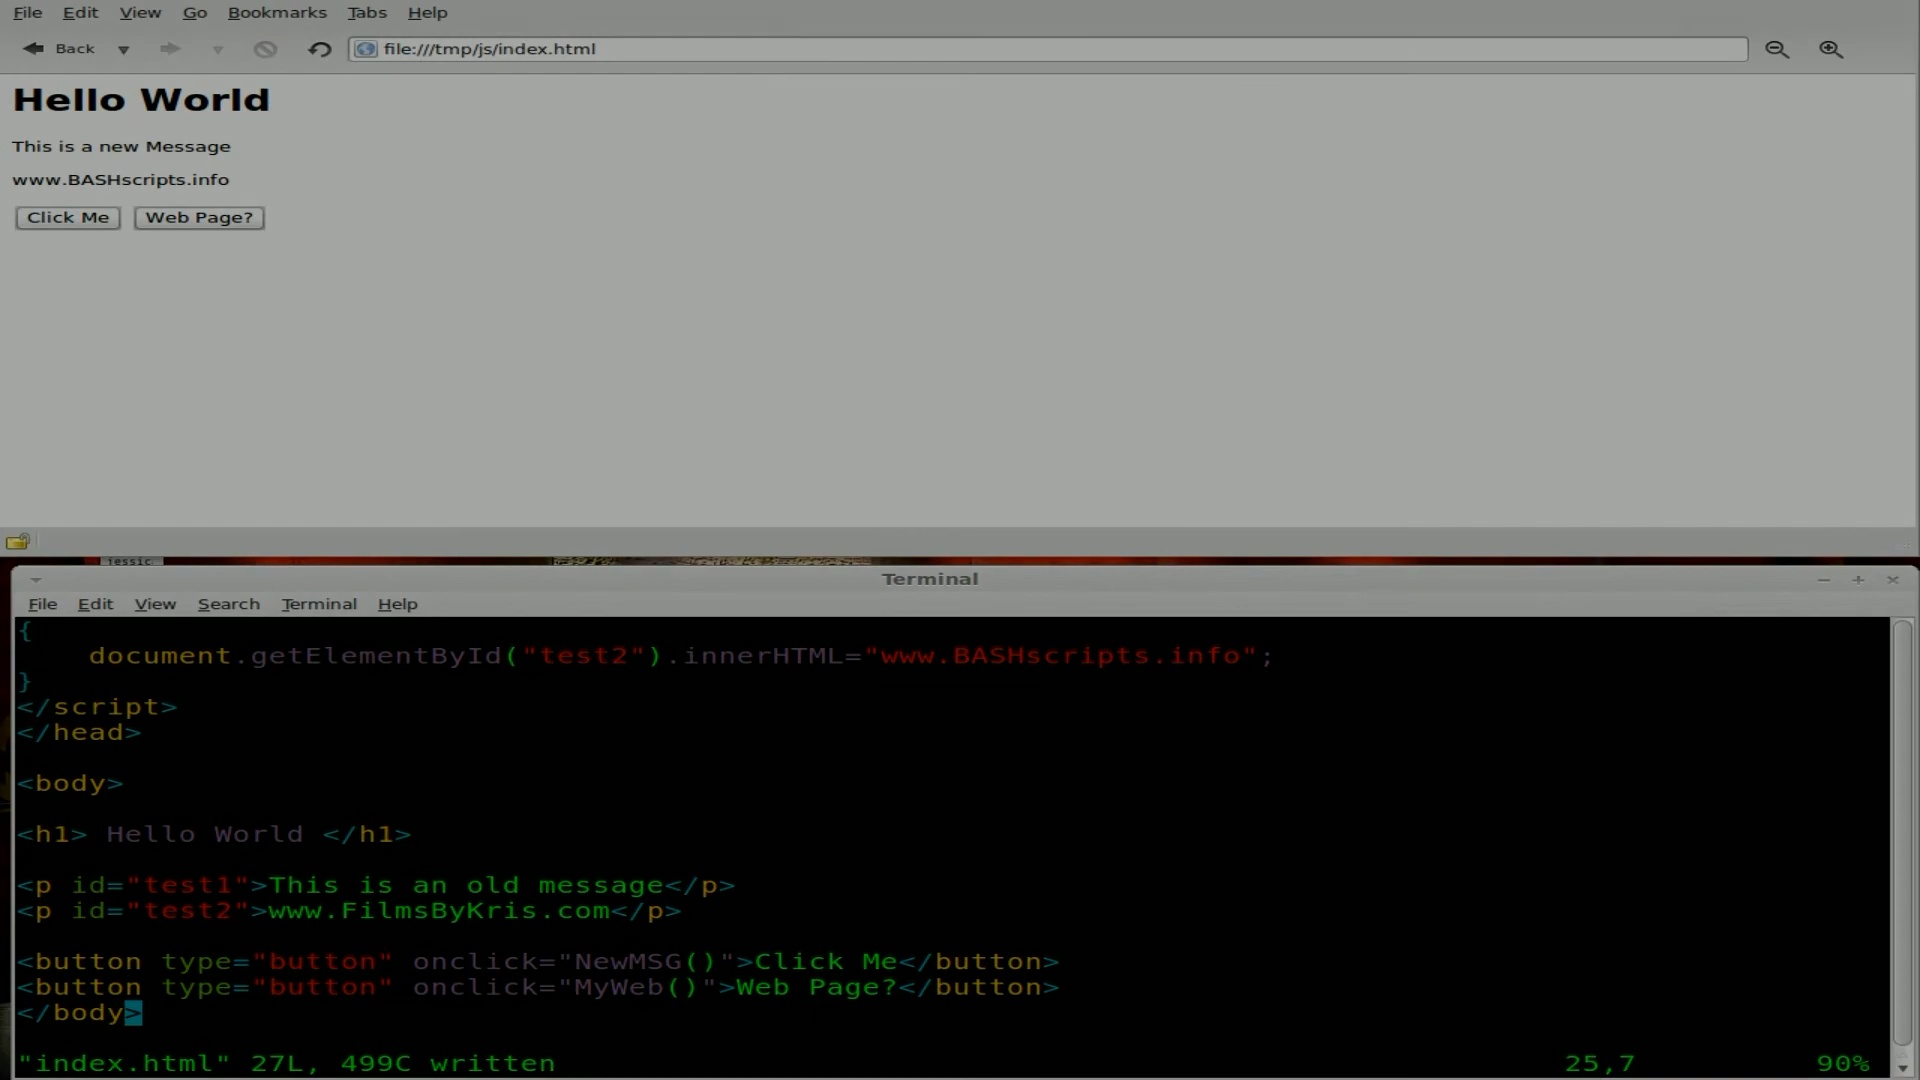 File Edit View Go Bookmarks Tabs Help
Back file:///tmp/js/index.html
Hello World
This is a new Message
www.BASHscripts.info
Click Me Web Page?
jessic
Terminal
File Edit View Search Terminal Help
{
document.getElementById("test2").innerHTML="www.BASHscripts.info";
}
</script>
</head>
<body>
<h1> Hello World </h1>
<p id="test1">This is an old message</p>
<p id="test2">www.FilmsByKris.com</p>
<button type="button" onclick="NewMSG()">Click Me</button>
<button type="button" onclick="MyWeb()">Web Page?</button>
</body>
"index.html" 27L, 499C written 25,7 90%